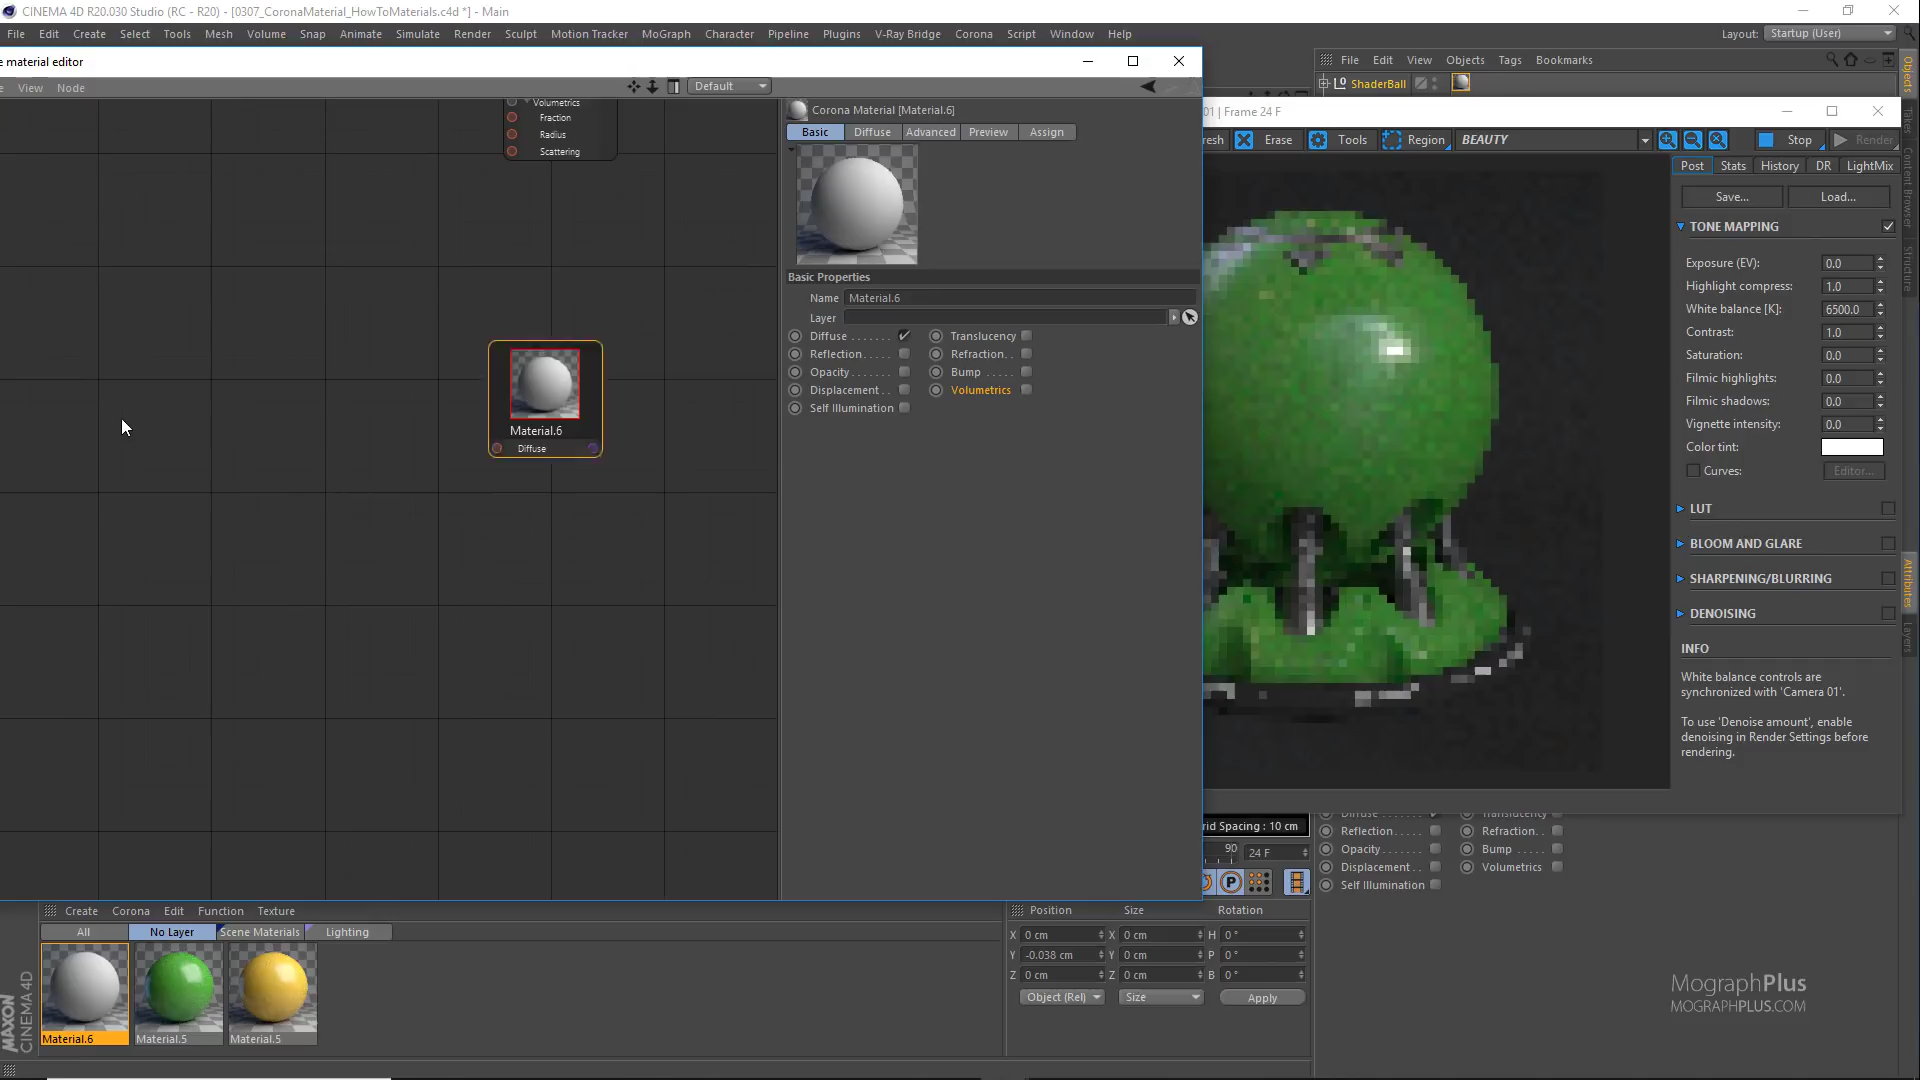 CINEMA 4D R20.030 Studio (RC - R20) - [0307_CoronaMaterial_HowToMaterials.c4d *] - Main
File Edit Create Select Tools Mesh Volume Snap Animate Simulate Render Sculpt Motion Tracker MoGraph Character Pipeline Plugins V-Ray Bridge Corona Script Window Help
Layout: Startup (User)
e material editor
View Node
Default
Volumetrics
Fraction
Radius
Scattering
Material.6
Diffuse
Corona Material [Material.6]
Basic Diffuse Advanced Preview Assign
Basic Properties
Name Material.6
Layer
Diffuse . . . . . . . Translucency
Reflection . . . . . Refraction. .
Opacity . . . . . . . Bump . . . . .
Displacement . . Volumetrics
Self Illumination
File Edit View Objects Tags Bookmarks
ShaderBall
01 | Frame 24 F
resh Erase Tools Region BEAUTY Stop Render
Post Stats History DR LightMix
Save... Load...
TONE MAPPING
Exposure (EV): 0.0
Highlight compress: 1.0
White balance [K]: 6500.0
Contrast: 1.0
Saturation: 0.0
Filmic highlights: 0.0
Filmic shadows: 0.0
Vignette intensity: 0.0
Color tint:
Curves: Editor...
LUT
BLOOM AND GLARE
SHARPENING/BLURRING
DENOISING
INFO
White balance controls are
synchronized with 'Camera 01'.
To use 'Denoise amount', enable
denoising in Render Settings before
rendering.
Objects
Takes
Content Browser
Structure
Attributes
Layers
rid Spacing : 10 cm
90 24 F
P
Diffuse . . . . . . . Translucency
Reflection . . . . . Refraction. .
Opacity . . . . . . . Bump . . . . .
Displacement . . Volumetrics
Self Illumination
Create Corona Edit Function Texture
All No Layer Scene Materials Lighting
Material.6 Material.5 Material.5
MAXON
CINEMA 4D
Position Size Rotation
X 0 cm X 0 cm H 0 °
Y -0.038 cm Y 0 cm P 0 °
Z 0 cm Z 0 cm B 0 °
Object (Rel) Size Apply
MographPlus
MOGRAPHPLUS.COM